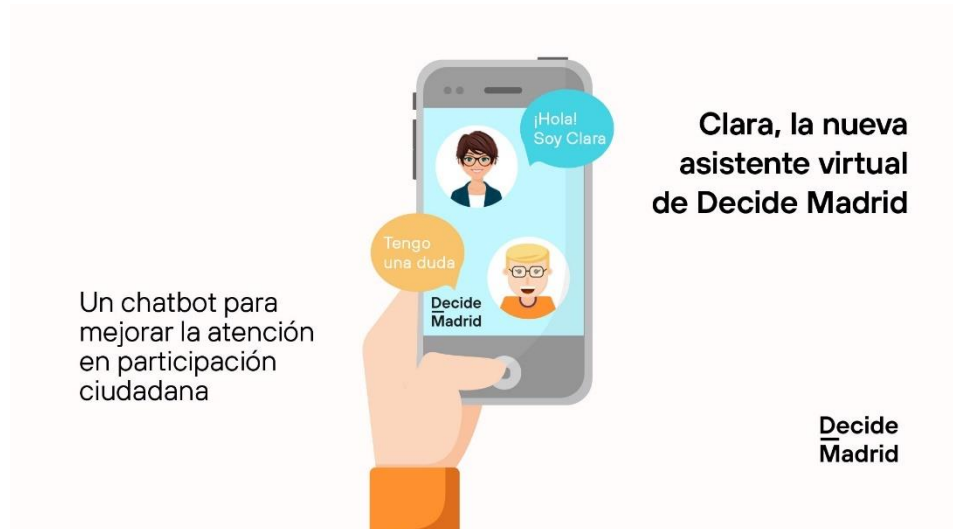 ¡Hola!
Soy Clara
Tengo
una duda
Decide
Madrid
Clara, la nueva
asistente virtual
de Decide Madrid
Un chatbot para
mejorar la atención
en participación
ciudadana
Decide
Madrid